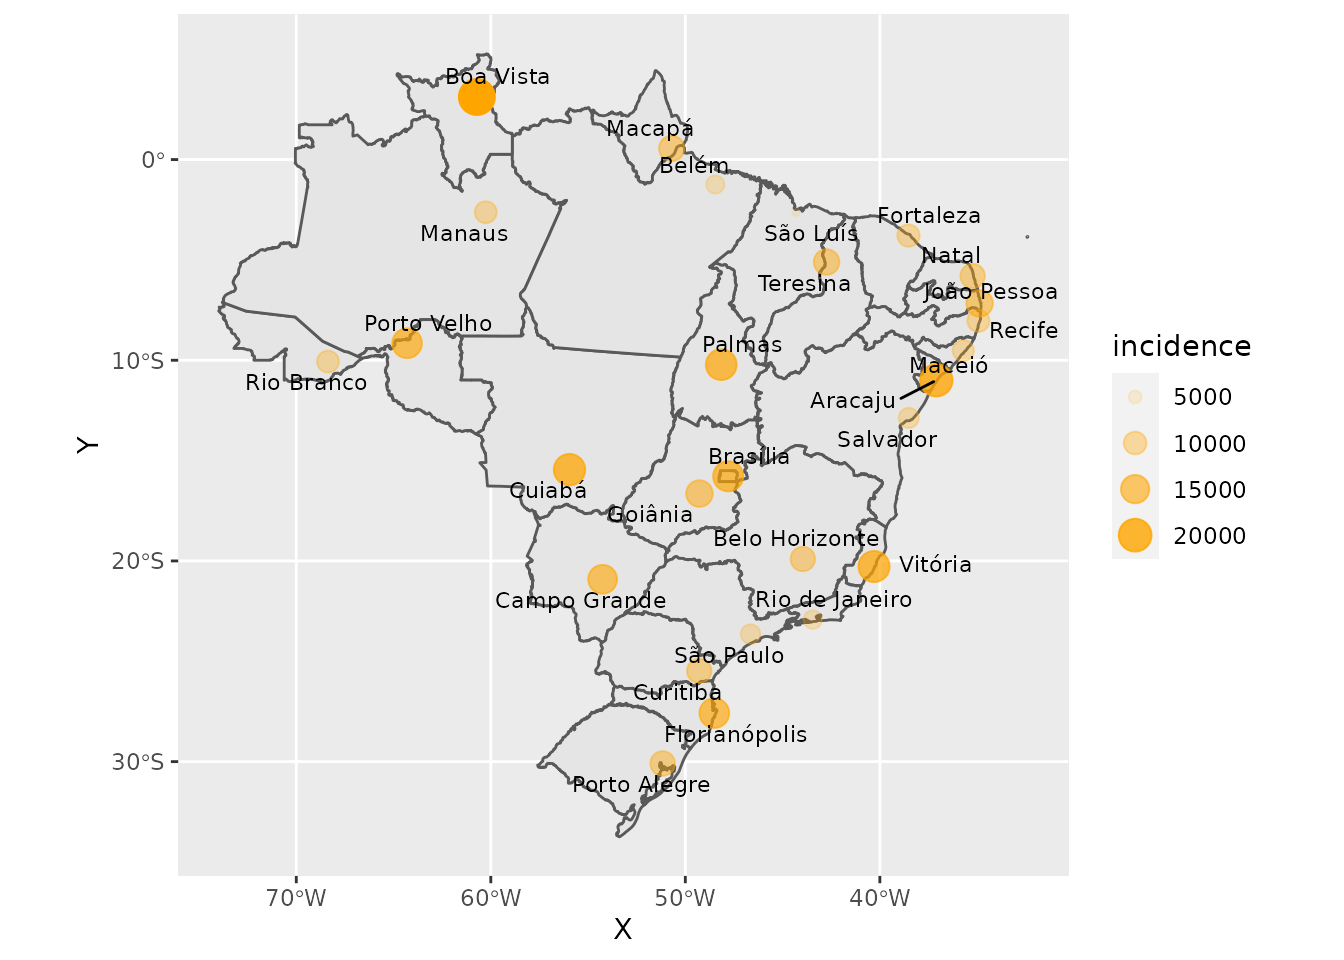 Boa Vista
Macapá
Belém
Manaus
São Luís
Fortaleza
Teresina
Natal
João Pessoa
Recife
Porto Velho
Palmas
Maceió
Rio Branco
Aracaju
Salvador
Brasília
Cuiabá
Goiânia
Belo Horizonte
Vitória
Campo Grande
Rio de Janeiro
São Paulo
Curitiba
Florianópolis
Porto Alegre
0°
10°S
20°S
30°S
Y
70°W
60°W
50°W
40°W
X
incidence
5000
10000
15000
20000